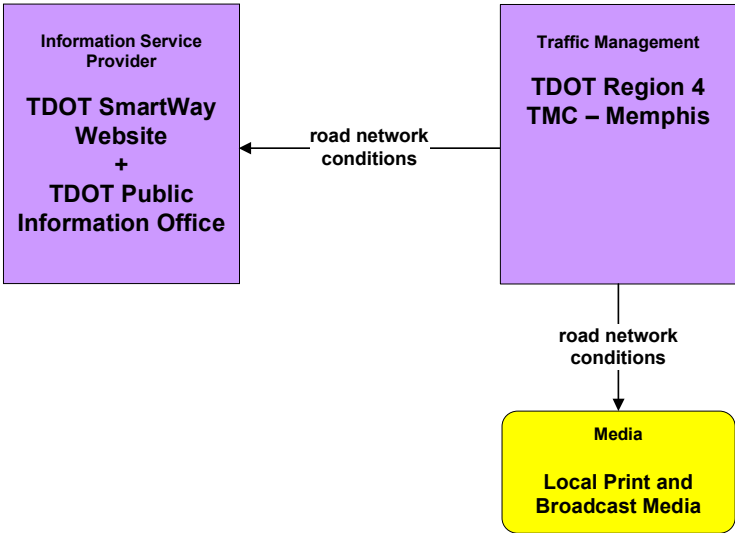 Information Service
Provider
TDOT SmartWay
Website
+
TDOT Public
Information Office
road network
conditions
Traffic Management
TDOT Region 4
TMC – Memphis
road network
conditions
Media
Local Print and
Broadcast Media